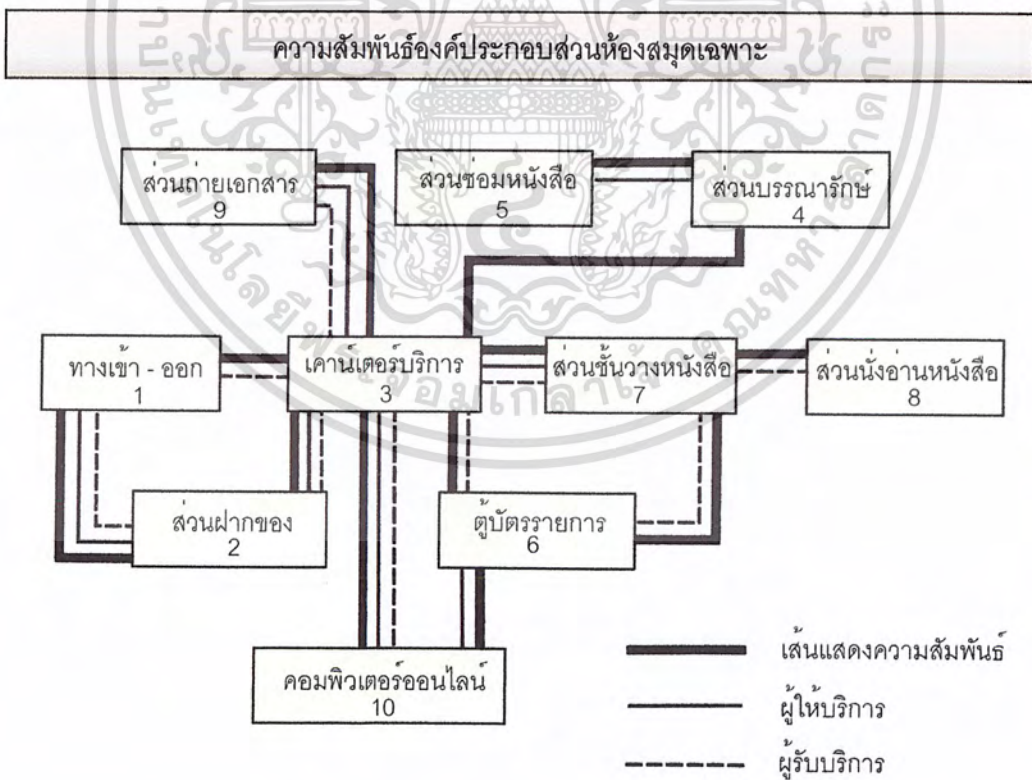 ความสัมพันธ์องค์ประกอบส่วนห้องสมุดเฉพาะ
ส่วนถ่ายเอกสาร
9
ส่วนซ่อมหนังสือ
5
ส่วนบรรณารักษ์
4
ทางเข้า - ออก
1
เคาน์เตอร์บริการ
3
ส่วนชั้นวางหนังสือ
7
ส่วนนั่งอ่านหนังสือ
8
ส่วนฝากของ
2
ตู้บัตรรายการ
6
คอมพิวเตอร์ออนไลน์
10
เส้นแสดงความสัมพันธ์
ผู้ให้บริการ
ผู้รับบริการ